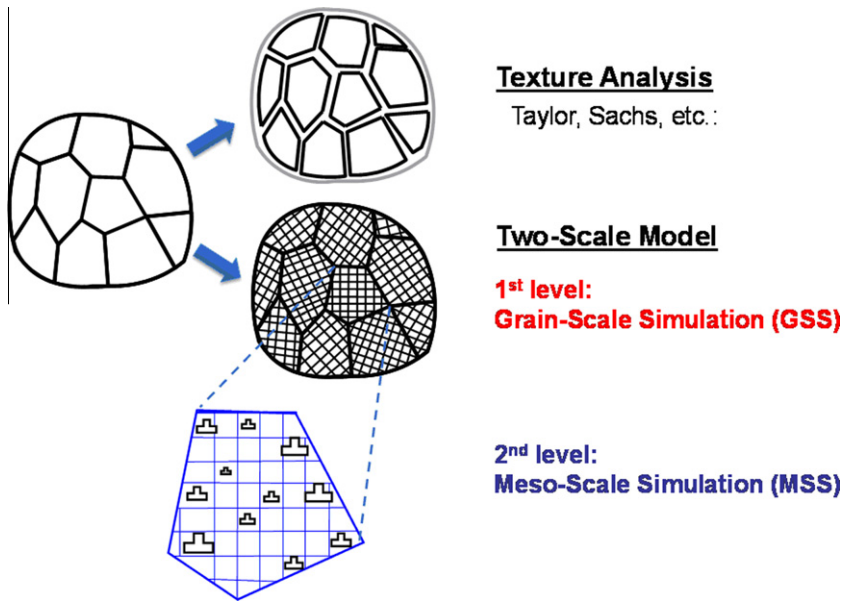 Texture Analysis
Taylor, Sachs, etc.:
Two-Scale Model
1st level:
Grain-Scale Simulation (GSS)
2nd level:
Meso-Scale Simulation (MSS)